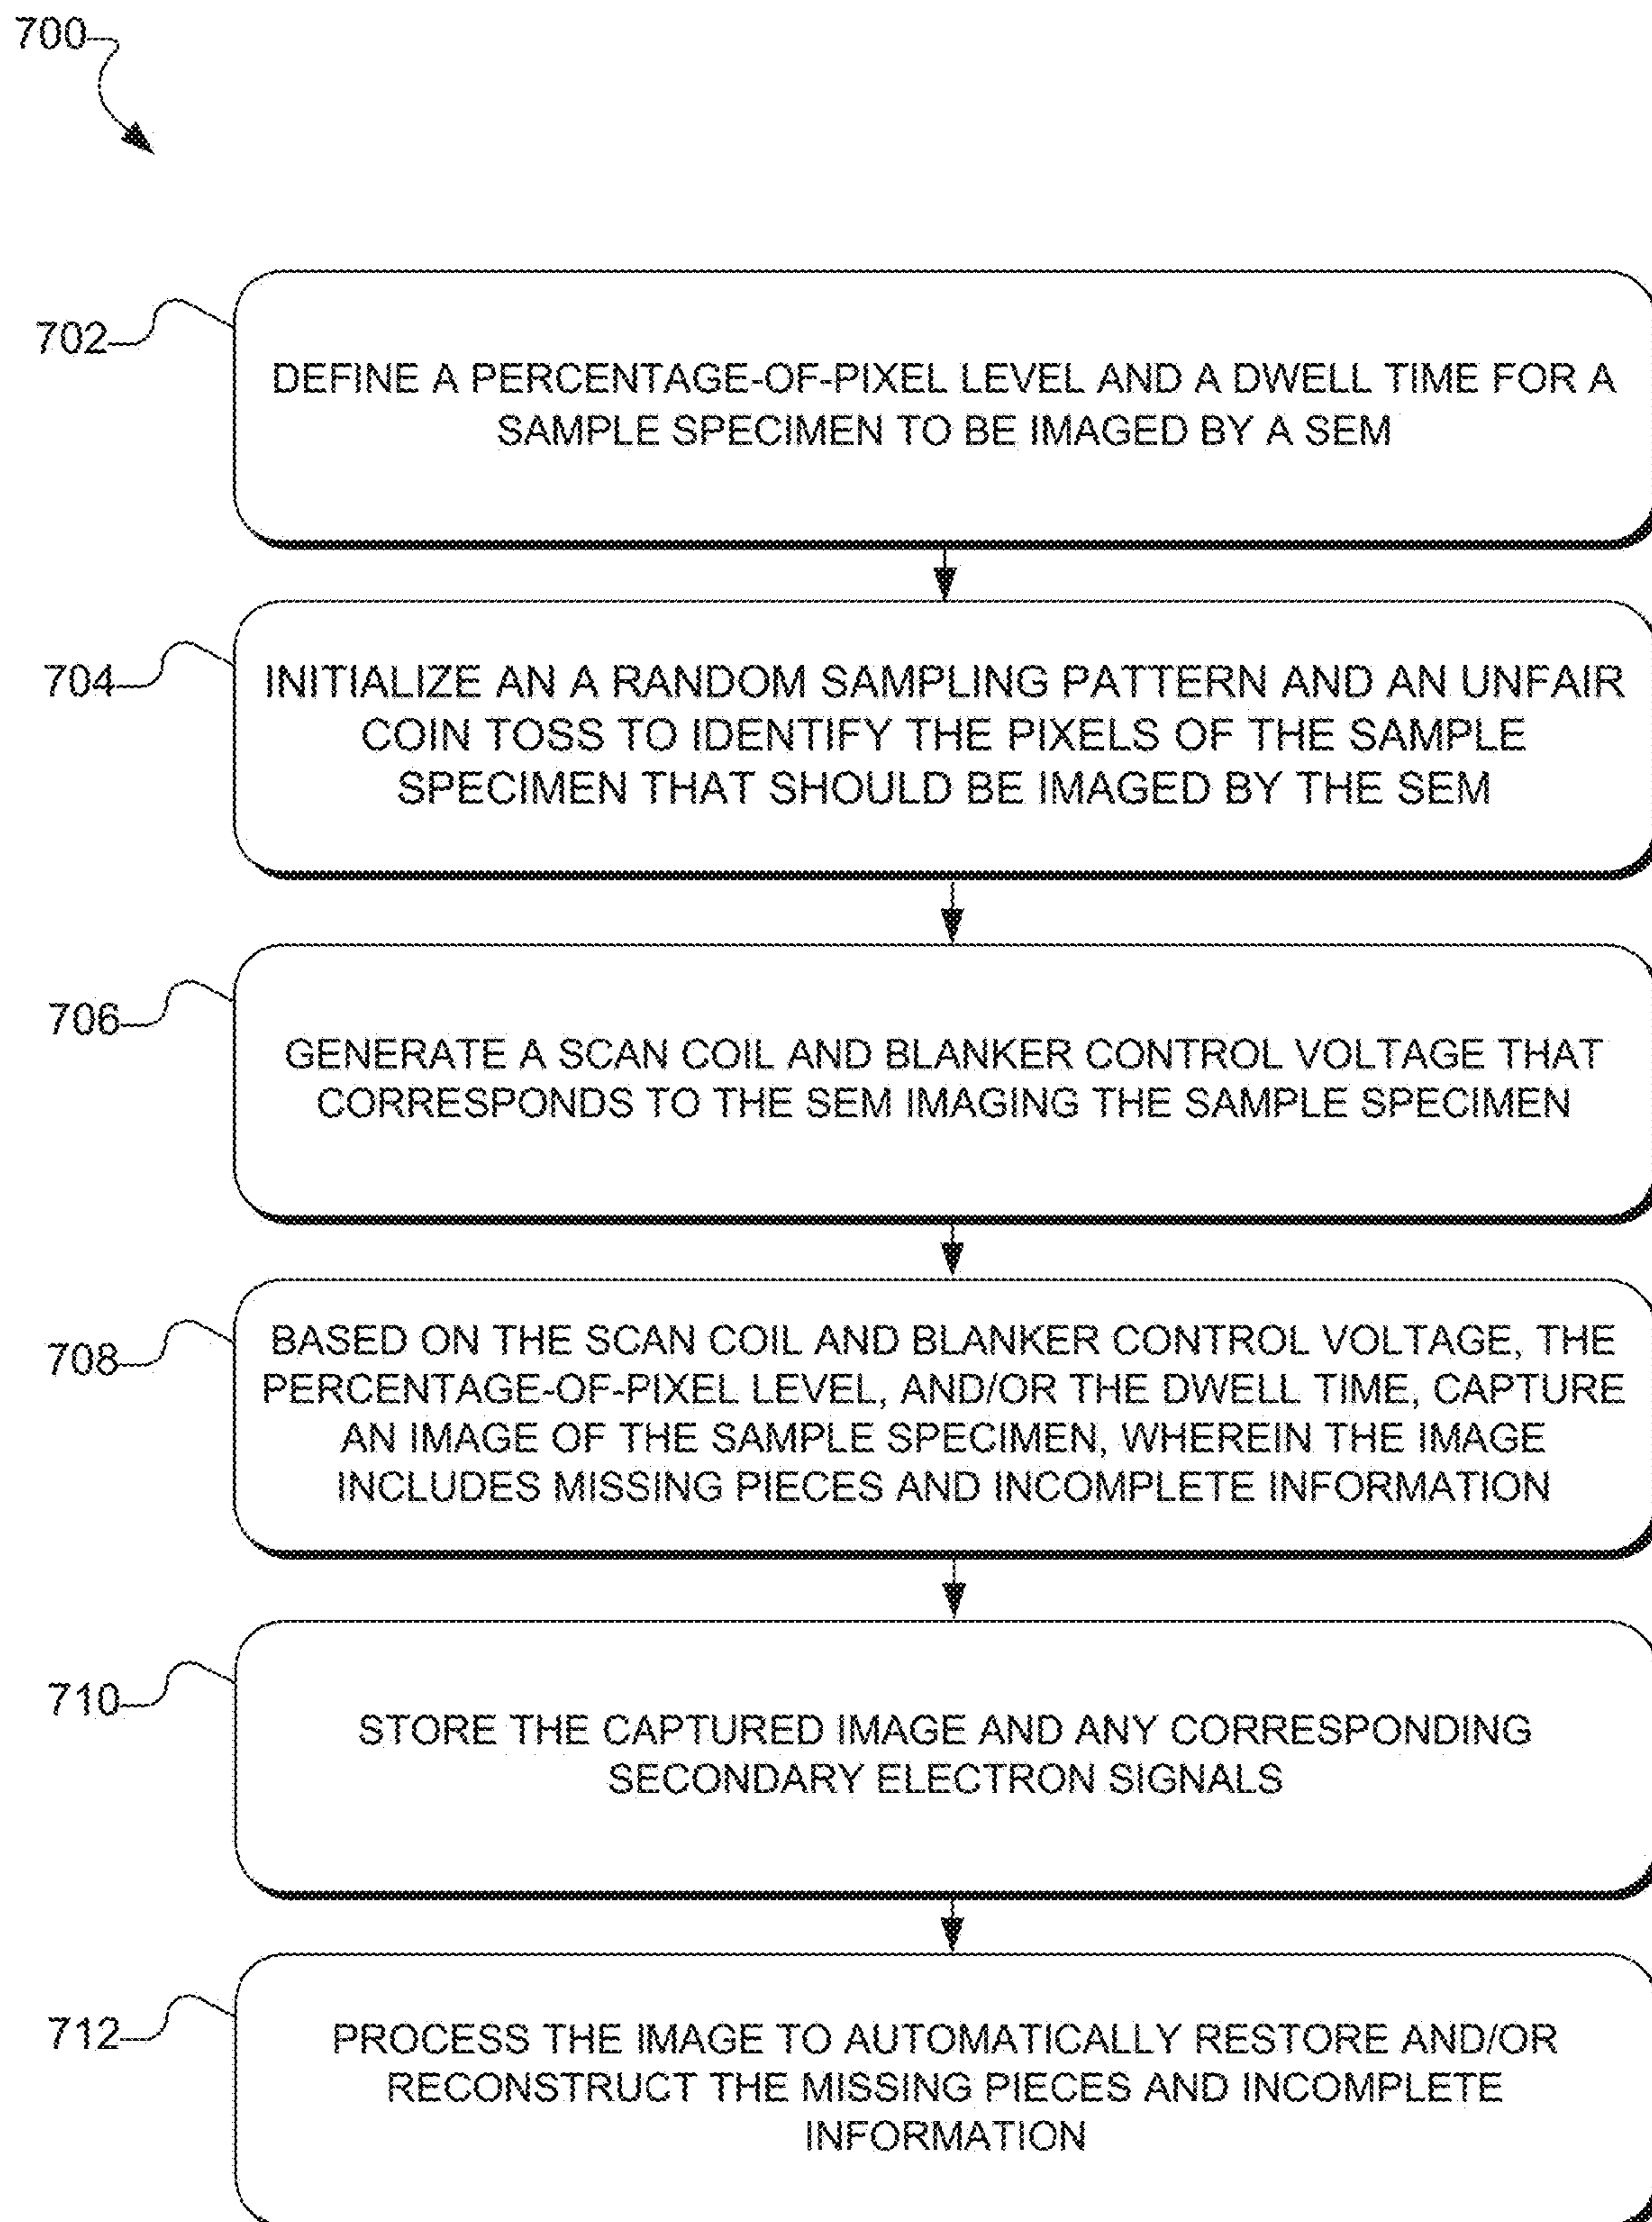 700
702
DEFINE A PERCENTAGE-OF-PIXEL LEVEL AND A DWELL TIME FOR A
SAMPLE SPECIMEN TO BE IMAGED BY A SEM
704
INITIALIZE AN A RANDOM SAMPLING PATTERN AND AN UNFAIR
COIN TOSS TO IDENTIFY THE PIXELS OF THE SAMPLE
SPECIMEN THAT SHOULD BE IMAGED BY THE SEM
706
GENERATE A SCAN COIL AND BLANKER CONTROL VOLTAGE THAT
CORRESPONDS TO THE SEM IMAGING THE SAMPLE SPECIMEN
708
BASED ON THE SCAN COIL AND BLANKER CONTROL VOLTAGE, THE
PERCENTAGE-OF-PIXEL LEVEL, AND/OR THE DWELL TIME, CAPTURE
AN IMAGE OF THE SAMPLE SPECIMEN, WHEREIN THE IMAGE
INCLUDES MISSING PIECES AND INCOMPLETE INFORMATION
710
STORE THE CAPTURED IMAGE AND ANY CORRESPONDING
SECONDARY ELECTRON SIGNALS
712
PROCESS THE IMAGE TO AUTOMATICALLY RESTORE AND/OR
RECONSTRUCT THE MISSING PIECES AND INCOMPLETE
INFORMATION